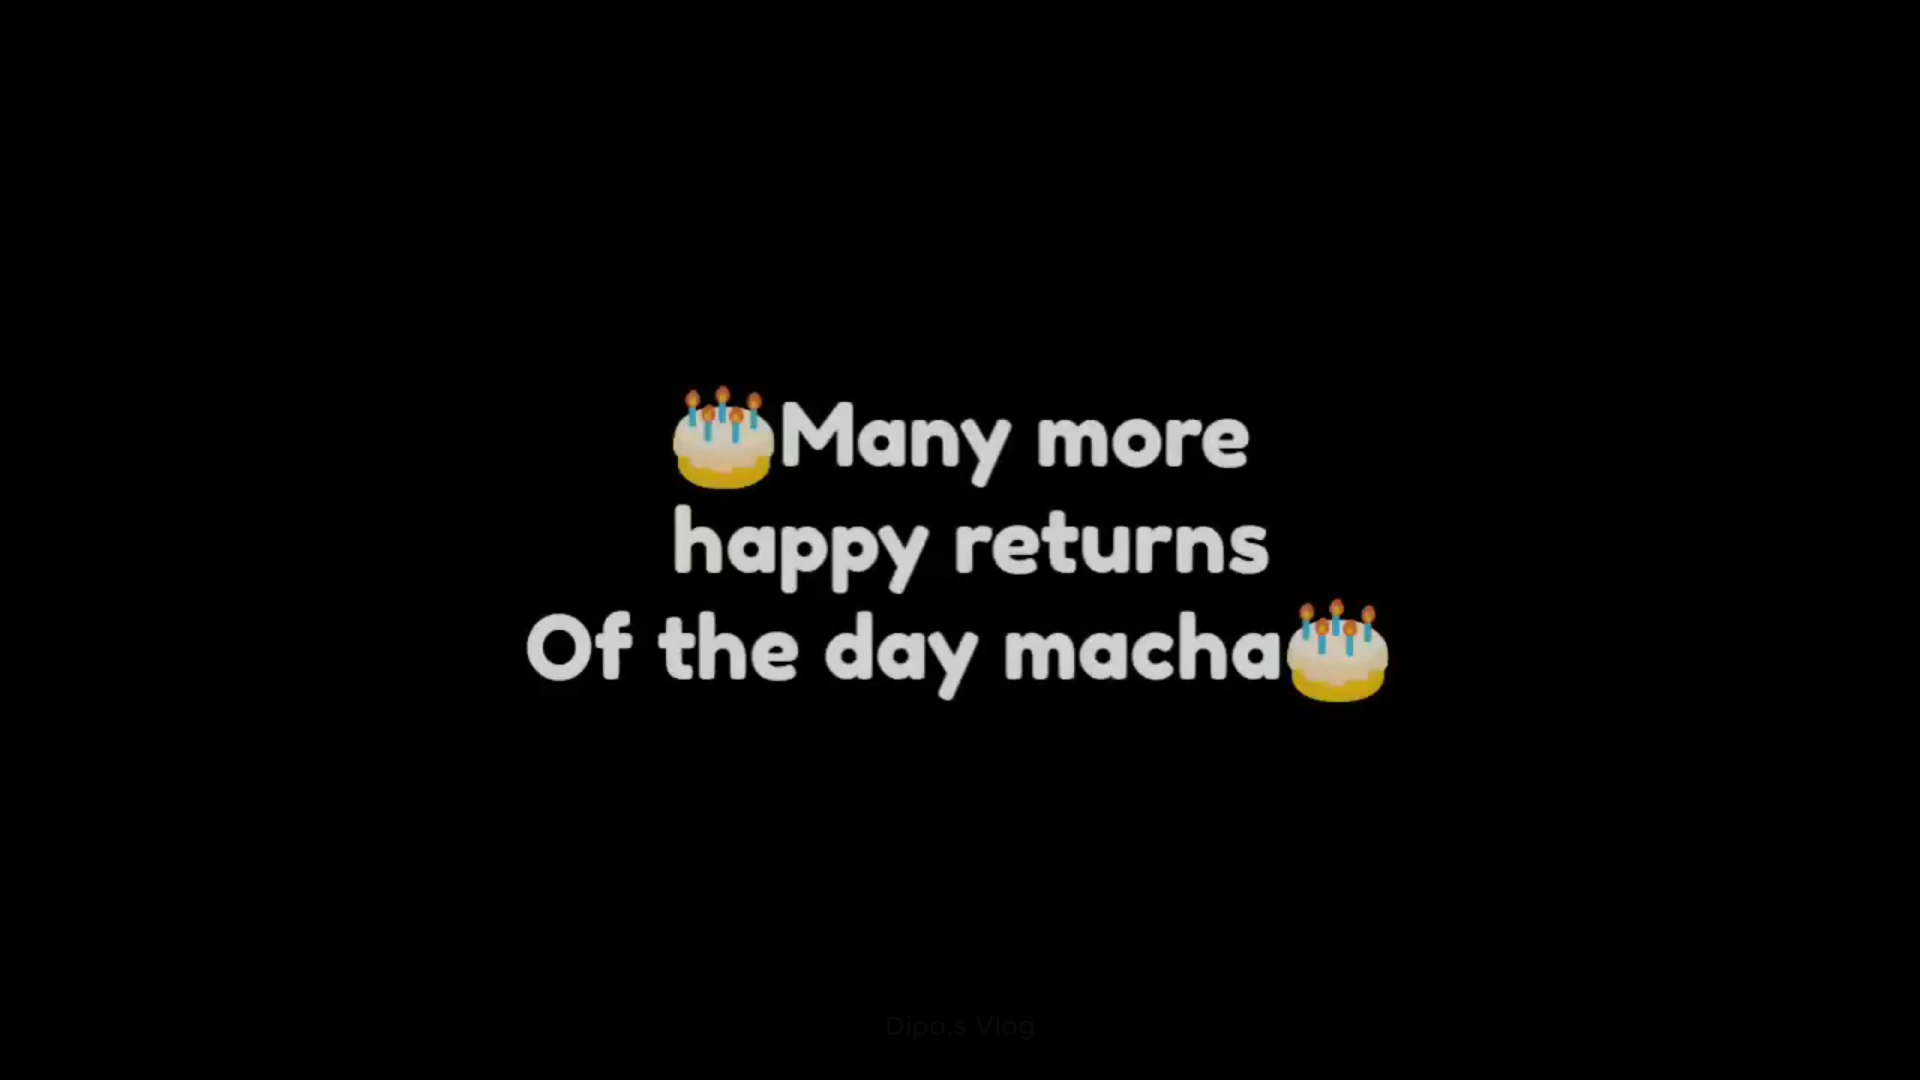 🎂Many more
happy returns
Of the day macha🎂
Dipo,s Vlog